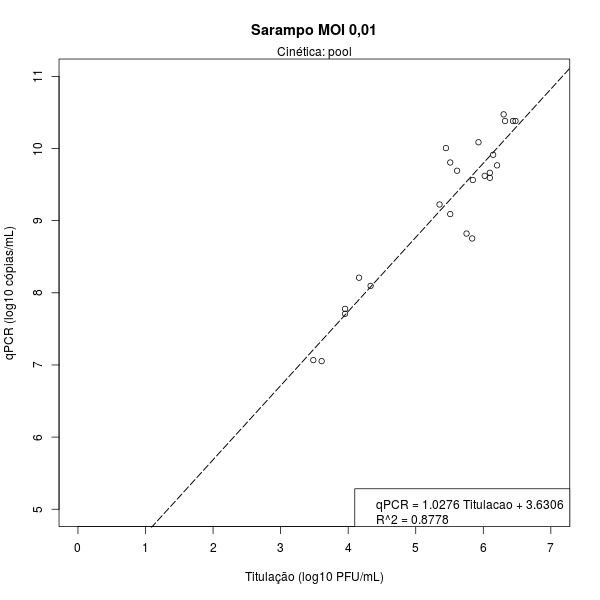 Sarampo MOI 0,01
Cinética: pool
qPCR (log10 cópias/mL)
11
10
9
8
7
6
5
qPCR = 1.0276 Titulacao + 3.6306
R^2 = 0.8778
0 1 2 3 4 5 6 7
Titulação (log10 PFU/mL)